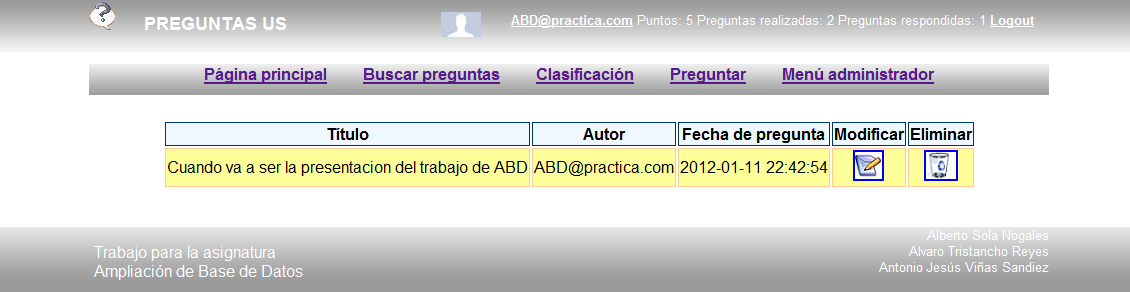 PREGUNTAS US
ABD@practica.com Puntos: 5 Preguntas realizadas: 2 Preguntas respondidas: 1 Logout
Página principal Buscar preguntas Clasificación Preguntar Menú administrador
Título Autor Fecha de pregunta Modificar Eliminar
Cuando va a ser la presentacion del trabajo de ABD ABD@practica.com 2012-01-11 22:42:54
Trabajo para la asignatura
Ampliación de Base de Datos
Alberto Sola Nogales
Alvaro Tristancho Reyes
Antonio Jesús Viñas Sandiez